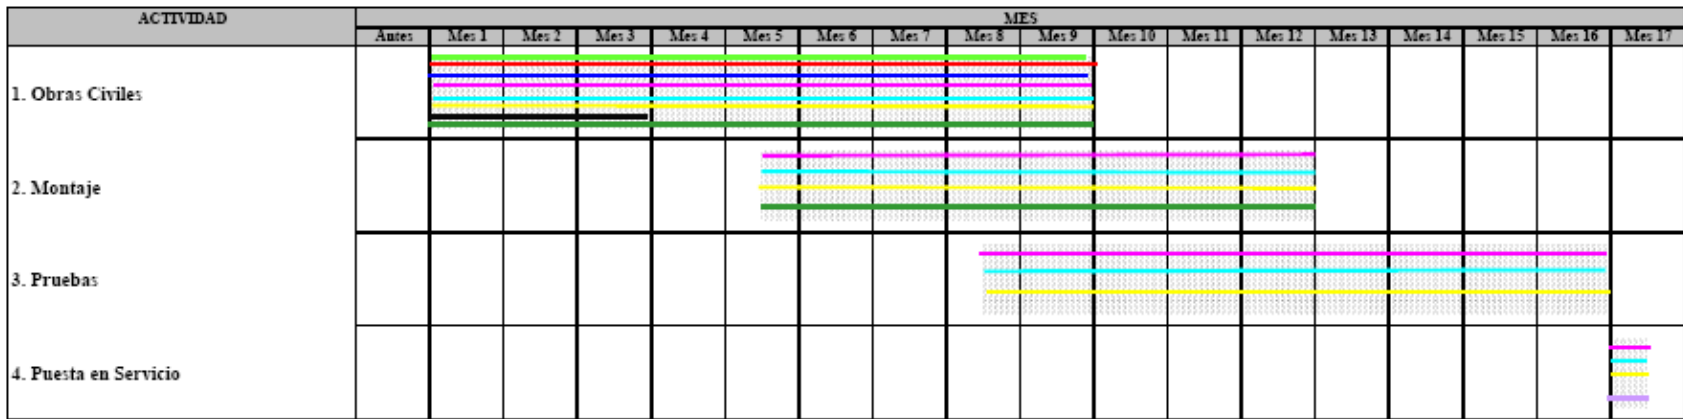 ACTIVIDAD MES
Antes Mes 1 Mes 2 Mes 3 Mes 4 Mes 5 Mes 6 Mes 7 Mes 8 Mes 9 Mes 10 Mes 11 Mes 12 Mes 13 Mes 14 Mes 15 Mes 16 Mes 17
1. Obras Civiles
2. Montaje
3. Pruebas
4. Puesta en Servicio